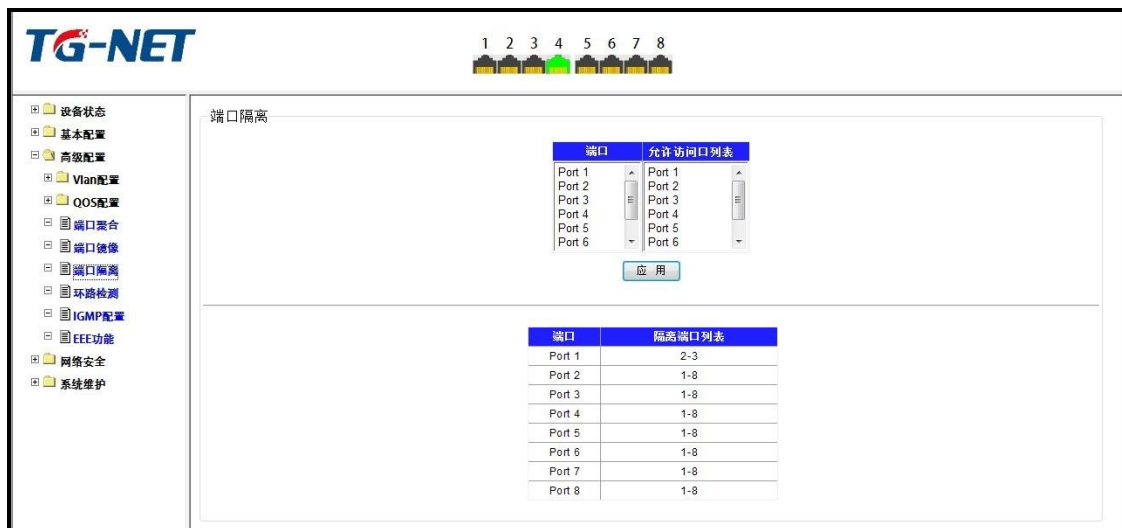 TG-NET
1 2 3 4 5 6 7 8
设备状态
基本配置
高级配置
Vlan配置
QOS配置
端口聚合
端口镜像
端口隔离
环路检测
IGMP配置
EEE功能
网络安全
系统维护
端口隔离
端口 允许访问口列表
Port 1 Port 1
Port 2 Port 2
Port 3 Port 3
Port 4 Port 4
Port 5 Port 5
Port 6 Port 6
应 用
端口 隔离端口列表
Port 1 2-3
Port 2 1-8
Port 3 1-8
Port 4 1-8
Port 5 1-8
Port 6 1-8
Port 7 1-8
Port 8 1-8